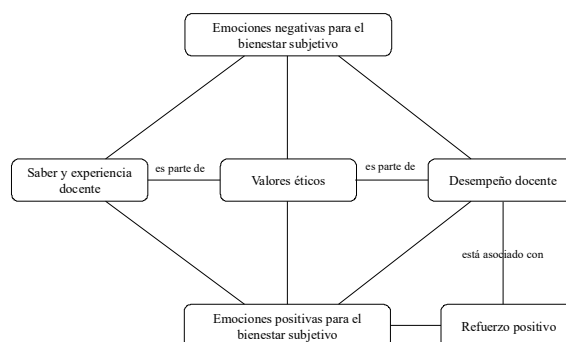 Emociones negativas para el
bienestar subjetivo
Saber y experiencia
docente
es parte de
Valores éticos
es parte de
Desempeño docente
está asociado con
Emociones positivas para el
bienestar subjetivo
Refuerzo positivo